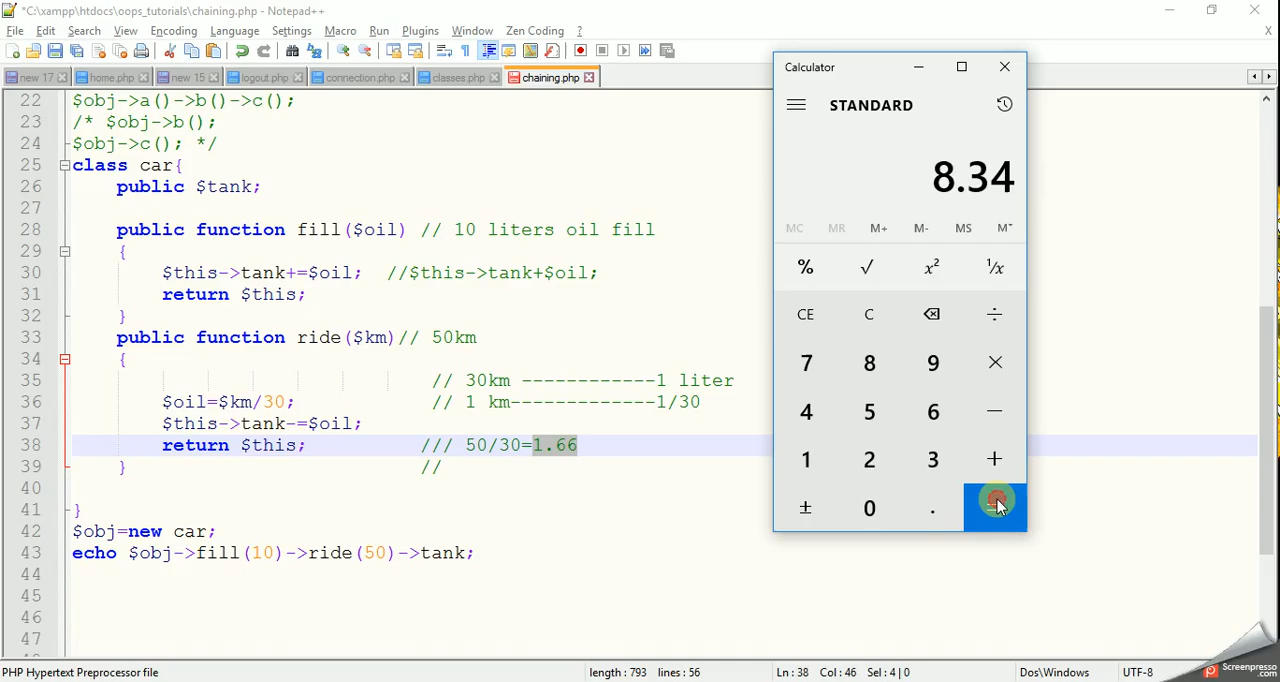 *C:\xampp\htdocs\oops_tutorials\chaining.php - Notepad++
File Edit Search View Encoding Language Settings Macro Run Plugins Window Zen Coding ? X
new 17 home.php new 15 logout.php connection.php classes.php chaining.php
22 $obj->a()->b()->c();
23 /* $obj->b();
24 $obj->c(); */
25 class car{
26 public $tank;
27
28 public function fill($oil) // 10 liters oil fill
29 {
30 $this->tank+=$oil; //$this->tank+$oil;
31 return $this;
32 }
33 public function ride($km)// 50km
34 {
35 // 30km ------------1 liter
36 $oil=$km/30; // 1 km-------------1/30
37 $this->tank-=$oil;
38 return $this; /// 50/30=1.66
39 } //
40
41 }
42 $obj=new car;
43 echo $obj->fill(10)->ride(50)->tank;
44
45
46
47
Calculator
STANDARD
8.34
MC MR M+ M- MS M
% √ x² ¹/x
CE C ÷
7 8 9 ×
4 5 6 −
1 2 3 +
± 0 .
PHP Hypertext Preprocessor file length : 793 lines : 56 Ln : 38 Col : 46 Sel : 4 | 0 Dos\Windows UTF-8
Screenpresso
.com